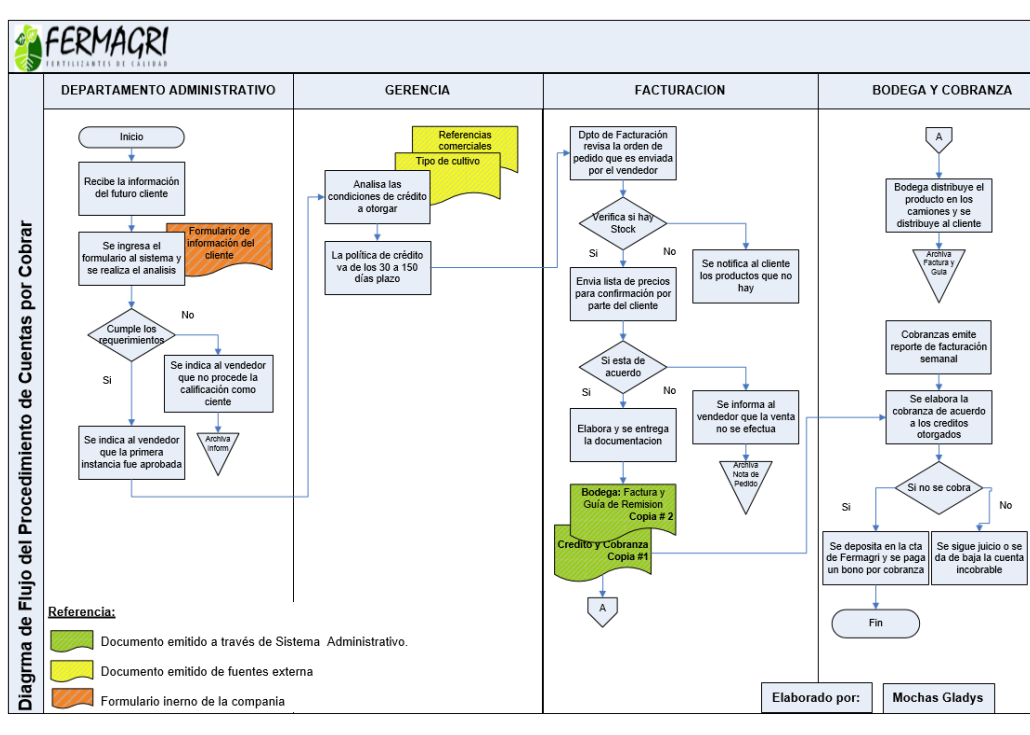 FERMAGRI
FERTILIZANTES DE CALIDAD
Diagrma de Flujo del Procedimiento de Cuentas por Cobrar
DEPARTAMENTO ADMINISTRATIVO
Inicio
Recibe la información
del futuro cliente
Formulario de
información del
cliente
Se ingresa el
formulario al sistema y
se realiza el analisis
No
Cumple los
requerimientos
Si
Se indica al vendedor
que no procede la
calificación como
ciente
Archiva
Inform.
Se indica al vendedor
que la primera
instancia fue aprobada
GERENCIA
Referencias
comerciales
Tipo de cultivo
Analisa las
condiciones de crédito
a otorgar
La política de crédito
va de los 30 a 150
días plazo
FACTURACION
Dpto de Facturación
revisa la orden de
pedido que es enviada
por el vendedor
Verifica si hay
Stock
Si
No
Se notifica al cliente
los productos que no
hay
Envia lista de precios
para confirmación por
parte del cliente
Si esta de
acuerdo
Si
No
Se informa al
vendedor que la venta
no se efectua
Elabora y se entrega
la documentacion
Archiva
Nota de
Pedido
Bodega: Factura y
Guía de Remision
Copia # 2
Credito y Cobranza
Copia #1
A
BODEGA Y COBRANZA
A
Bodega distribuye el
producto en los
camiones y se
distribuye al cliente
Archiva
Factura y
Guia
Cobranzas emite
reporte de facturación
semanal
Se elabora la
cobranza de acuerdo
a los creditos
otorgados
Si no se cobra
Si
No
Se deposita en la cta
de Fermagri y se paga
un bono por cobranza
Se sigue juicio o se
da de baja la cuenta
incobrable
Fin
Referencia:
Documento emitido a través de Sistema Administrativo.
Documento emitido de fuentes externa
Formulario inerno de la compania
Elaborado por:
Mochas Gladys